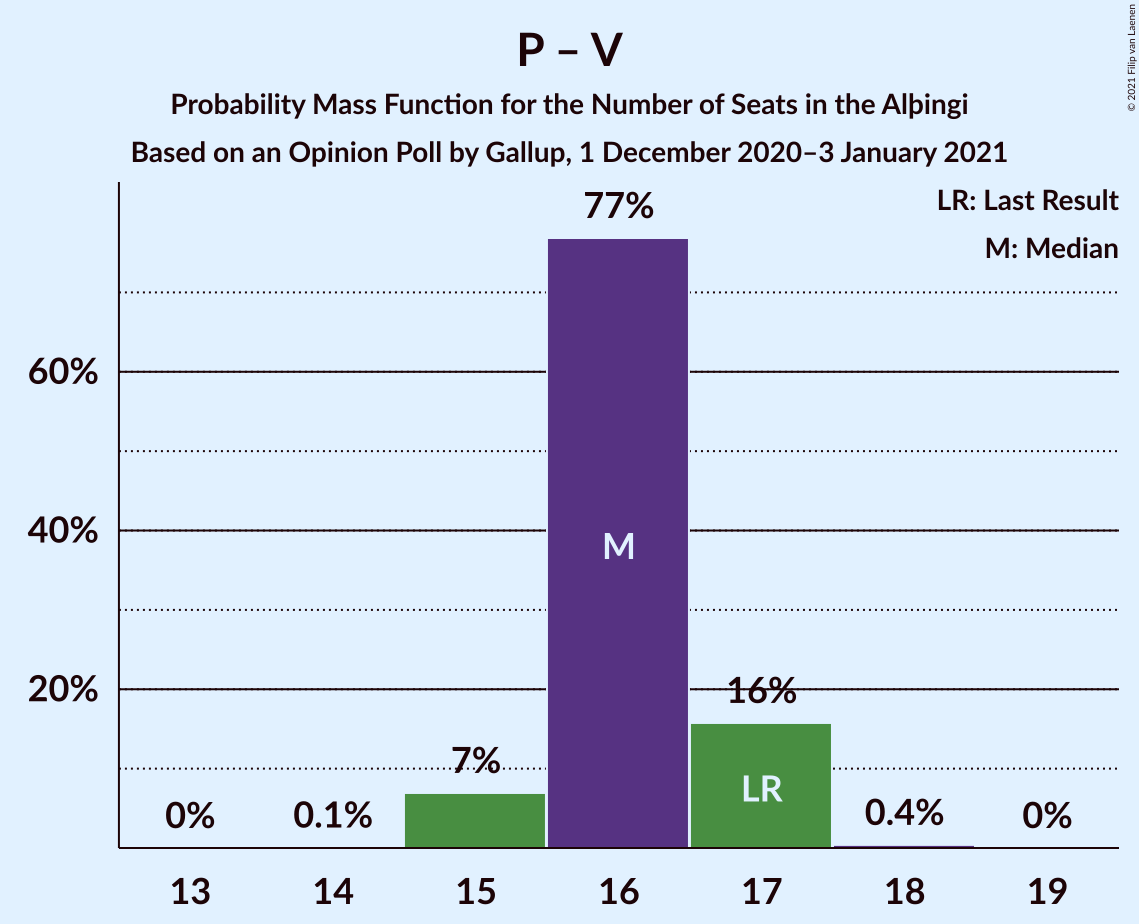 P – V
Probability Mass Function for the Number of Seats in the Alþingi
Based on an Opinion Poll by Gallup, 1 December 2020–3 January 2021
© 2021 Filip van Laenen
LR: Last Result
M: Median
77%
60%
40%
20%
M
16%
LR
7%
0%
0.1%
0.4%
0%
13 14 15 16 17 18 19